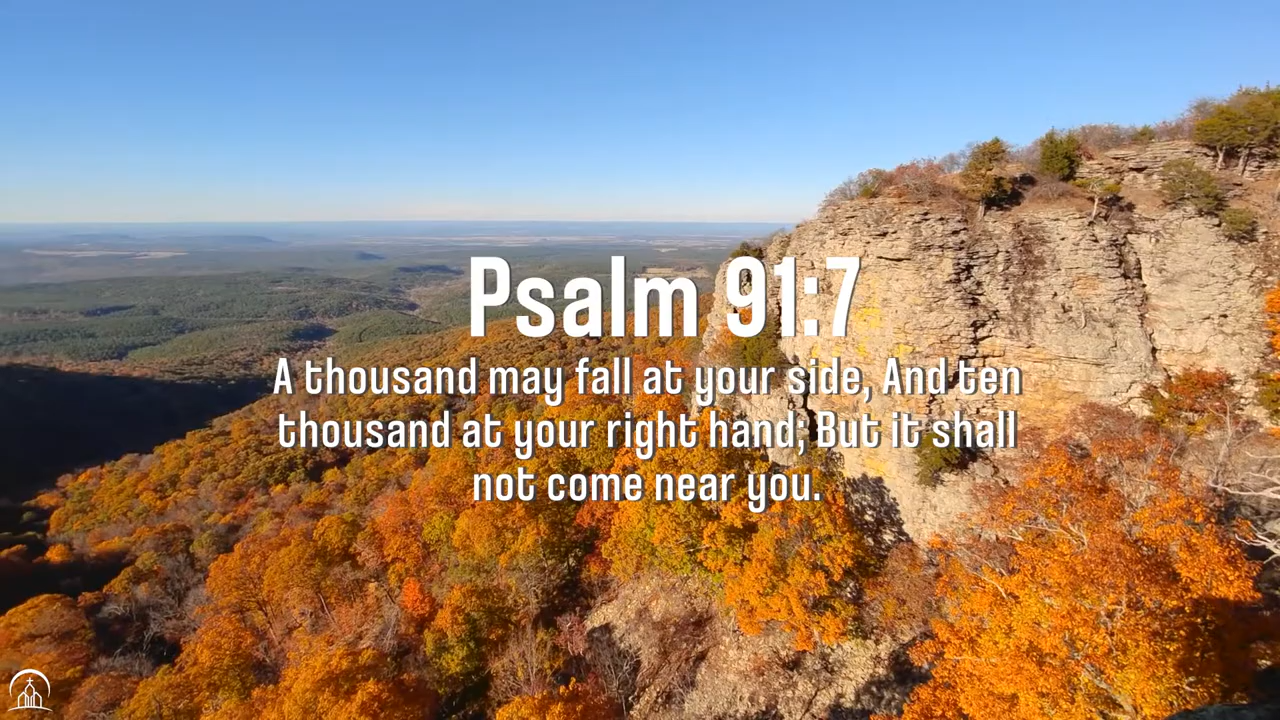 Psalm 91:7
A thousand may fall at your side, And ten
thousand at your right hand; But it shall
not come near you.